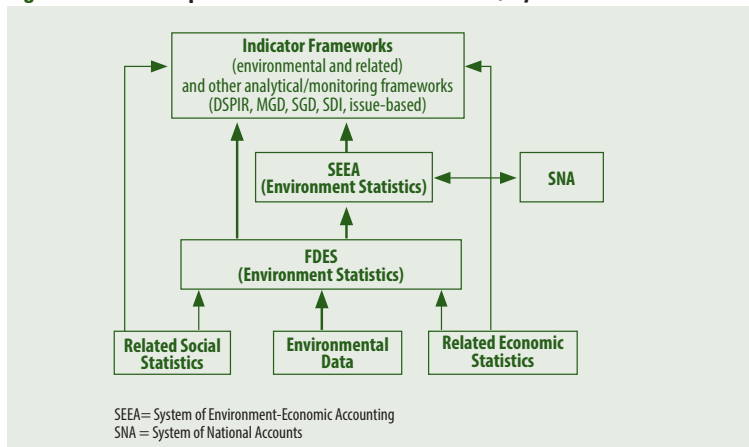 Indicator Frameworks
(environmental and related)
and other analytical/monitoring frameworks
(DSPIR, MGD, SGD, SDI, issue-based)
SEEA
(Environment Statistics)
SNA
FDES
(Environment Statistics)
Related Social
Statistics
Environmental
Data
Related Economic
Statistics
SEEA= System of Environment-Economic Accounting
SNA = System of National Accounts